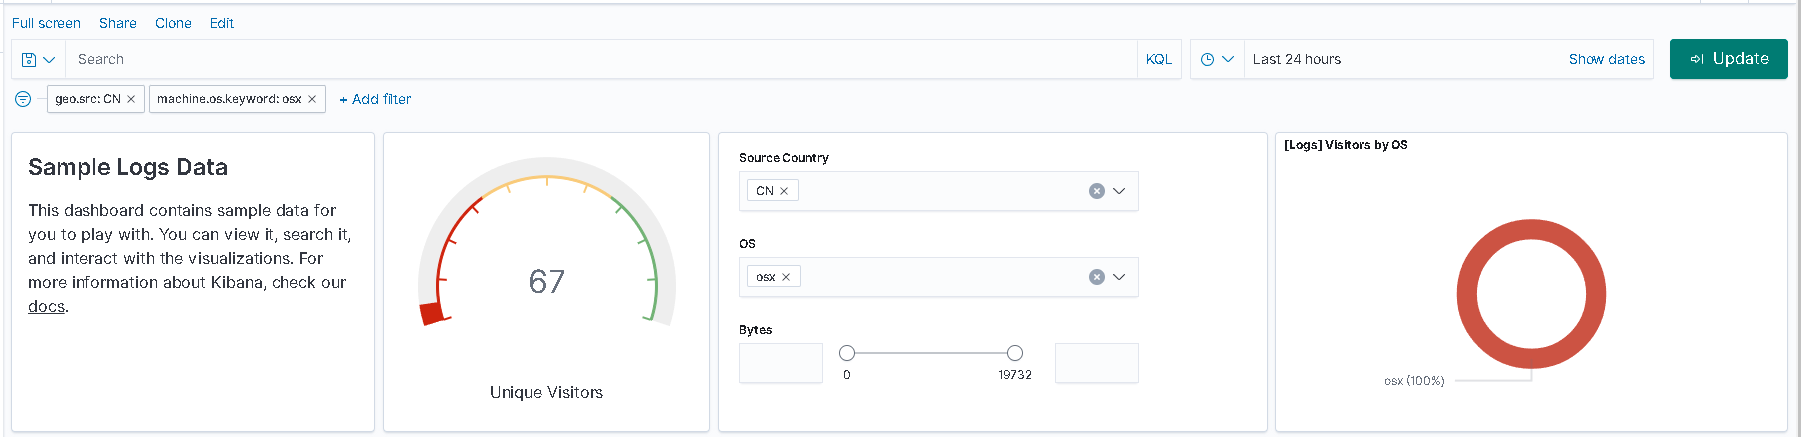 Full screen Share Clone Edit
Search KQL Last 24 hours Show dates Update
geo.src: CN machine.os.keyword: osx + Add filter
Sample Logs Data
This dashboard contains sample data for
you to play with. You can view it, search it,
and interact with the visualizations. For
more information about Kibana, check our
docs.
67
Unique Visitors
Source Country
CN
OS
osx
Bytes
0 19732
[Logs] Visitors by OS
osx (100%)